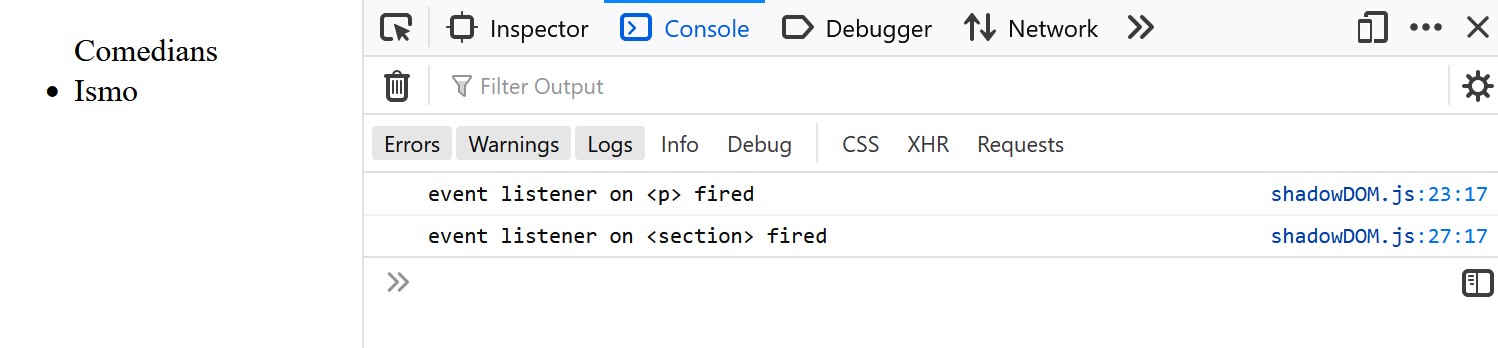 Comedians
Ismo
Inspector Console Debugger Network
Filter Output
Errors Warnings Logs Info Debug CSS XHR Requests
event listener on <p> fired shadowDOM.js:23:17
event listener on <section> fired shadowDOM.js:27:17